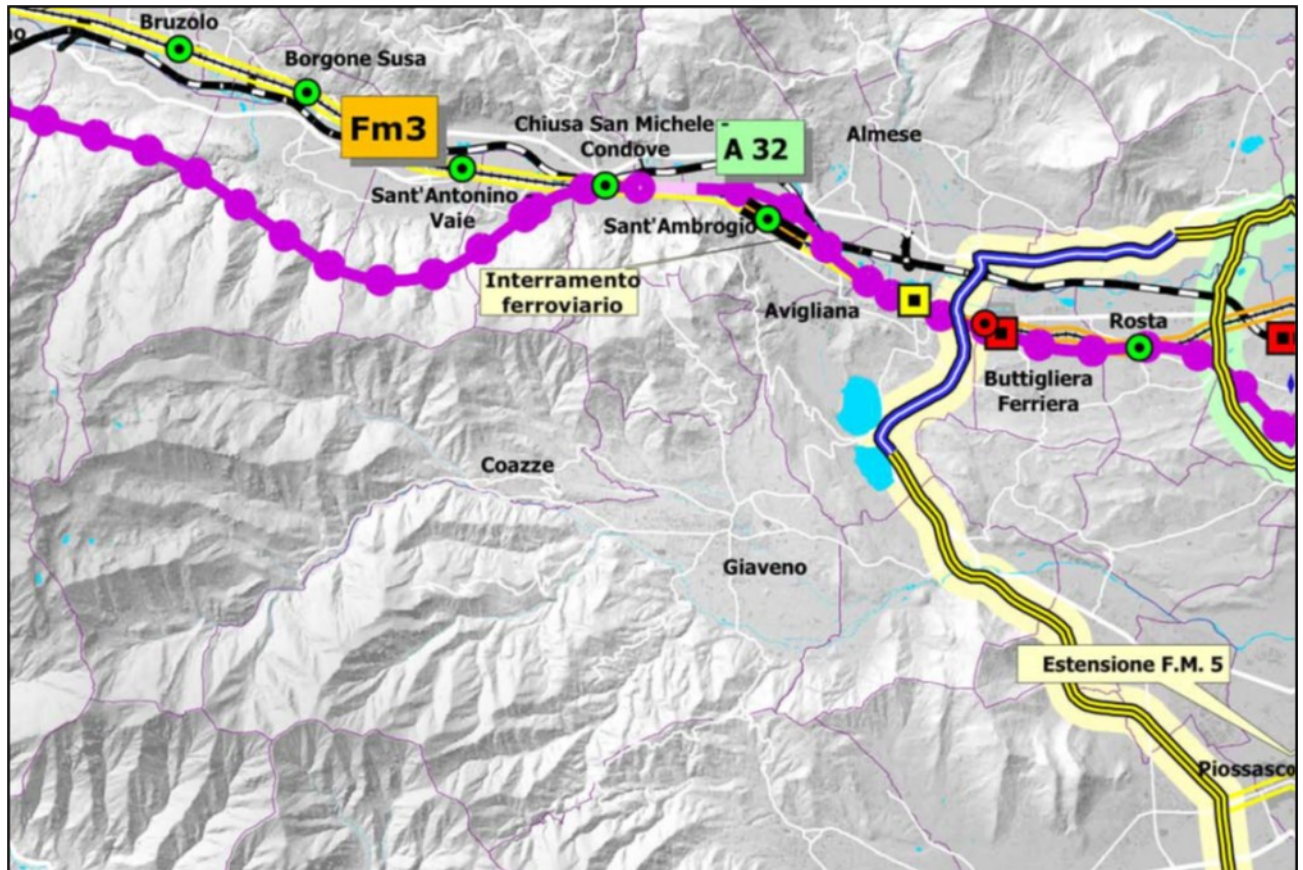 Bruzolo
Borgone Susa
Fm3
Chiusa San Michele -
Condove
A 32
Almese
Sant'Antonino -
Vaie
Sant'Ambrogio
Interramento
ferroviario
Avigliana
Rosta
Buttigliera
Ferriera
Coazze
Giaveno
Estensione F.M. 5
Piossasco